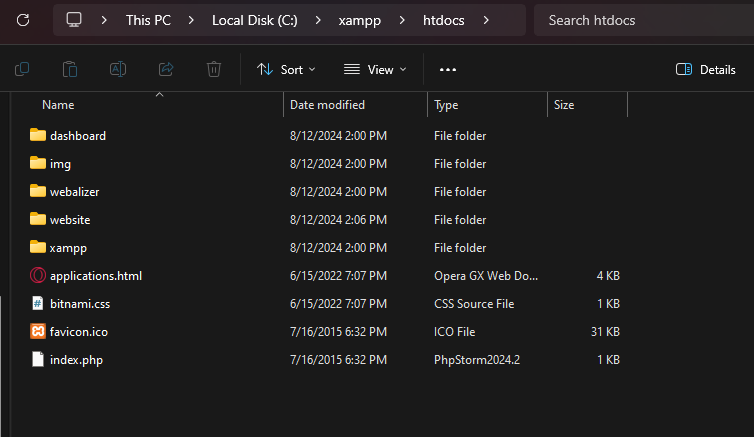 This PC > Local Disk (C:) > xampp > htdocs > Search htdocs
Sort View ••• Details
Name Date modified Type Size
dashboard 8/12/2024 2:00 PM File folder
img 8/12/2024 2:00 PM File folder
webalizer 8/12/2024 2:00 PM File folder
website 8/12/2024 2:06 PM File folder
xampp 8/12/2024 2:00 PM File folder
applications.html 6/15/2022 7:07 PM Opera GX Web Do... 4 KB
bitnami.css 6/15/2022 7:07 PM CSS Source File 1 KB
favicon.ico 7/16/2015 6:32 PM ICO File 31 KB
index.php 7/16/2015 6:32 PM PhpStorm2024.2 1 KB